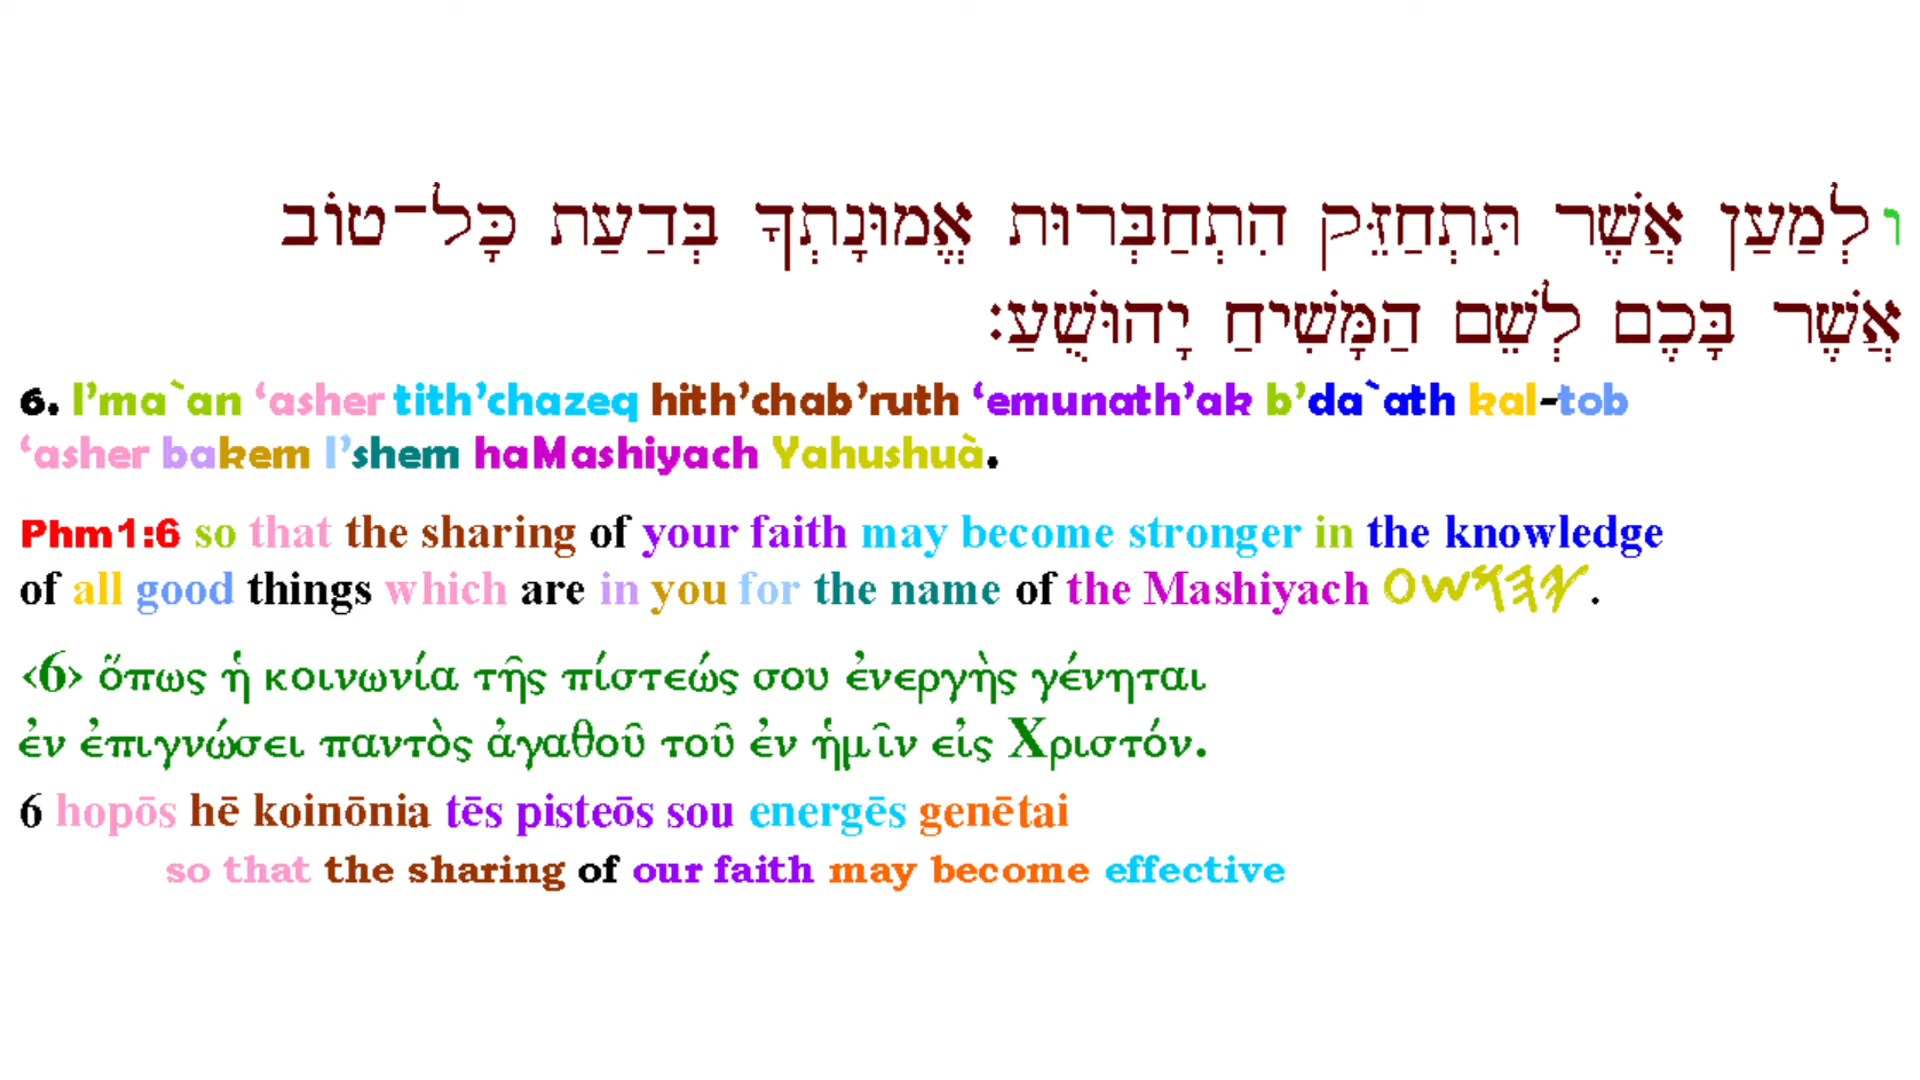 ו לְמַעַן אֲשֶׁר תִּתְחַזֵּק הִתְחַבְּרוּת אֱמוּנָתְךָ בְּדַעַת כָּל־טוֹב
אֲשֶׁר בָּכֶם לְשֵׁם הַמָּשִׁיחַ יָהוּשֻׁעַ׃
6. l’ma`an ‘asher tith’chazeq hith’chab’ruth ‘emunath’ak b’da`ath kal-tob
‘asher bakem l’shem haMashiyach Yahushuà.
Phm1:6 so that the sharing of your faith may become stronger in the knowledge
of all good things which are in you for the name of the Mashiyach 𐤉𐤄𐤅𐤔𐤏.
‹6› ὅπως ἡ κοινωνία τῆς πίστεώς σου ἐνεργὴς γένηται
ἐν ἐπιγνώσει παντὸς ἀγαθοῦ τοῦ ἐν ἡμῖν εἰς Χριστόν.
6 hopōs hē koinōnia tēs pisteōs sou energēs genētai
so that the sharing of our faith may become effective